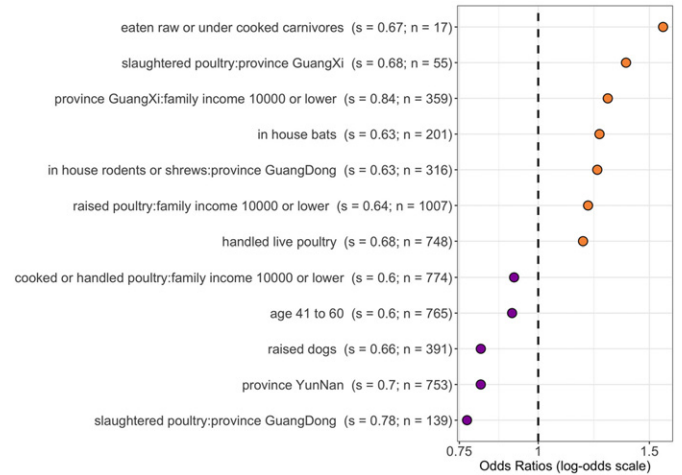 eaten raw or under cooked carnivores (s = 0.67; n = 17)
slaughtered poultry:province GuangXi (s = 0.68; n = 55)
province GuangXi:family income 10000 or lower (s = 0.84; n = 359)
in house bats (s = 0.63; n = 201)
in house rodents or shrews:province GuangDong (s = 0.63; n = 316)
raised poultry:family income 10000 or lower (s = 0.64; n = 1007)
handled live poultry (s = 0.68; n = 748)
cooked or handled poultry:family income 10000 or lower (s = 0.6; n = 774)
age 41 to 60 (s = 0.6; n = 765)
raised dogs (s = 0.66; n = 391)
province YunNan (s = 0.7; n = 753)
slaughtered poultry:province GuangDong (s = 0.78; n = 139)
0.75 1 1.5
Odds Ratios (log-odds scale)